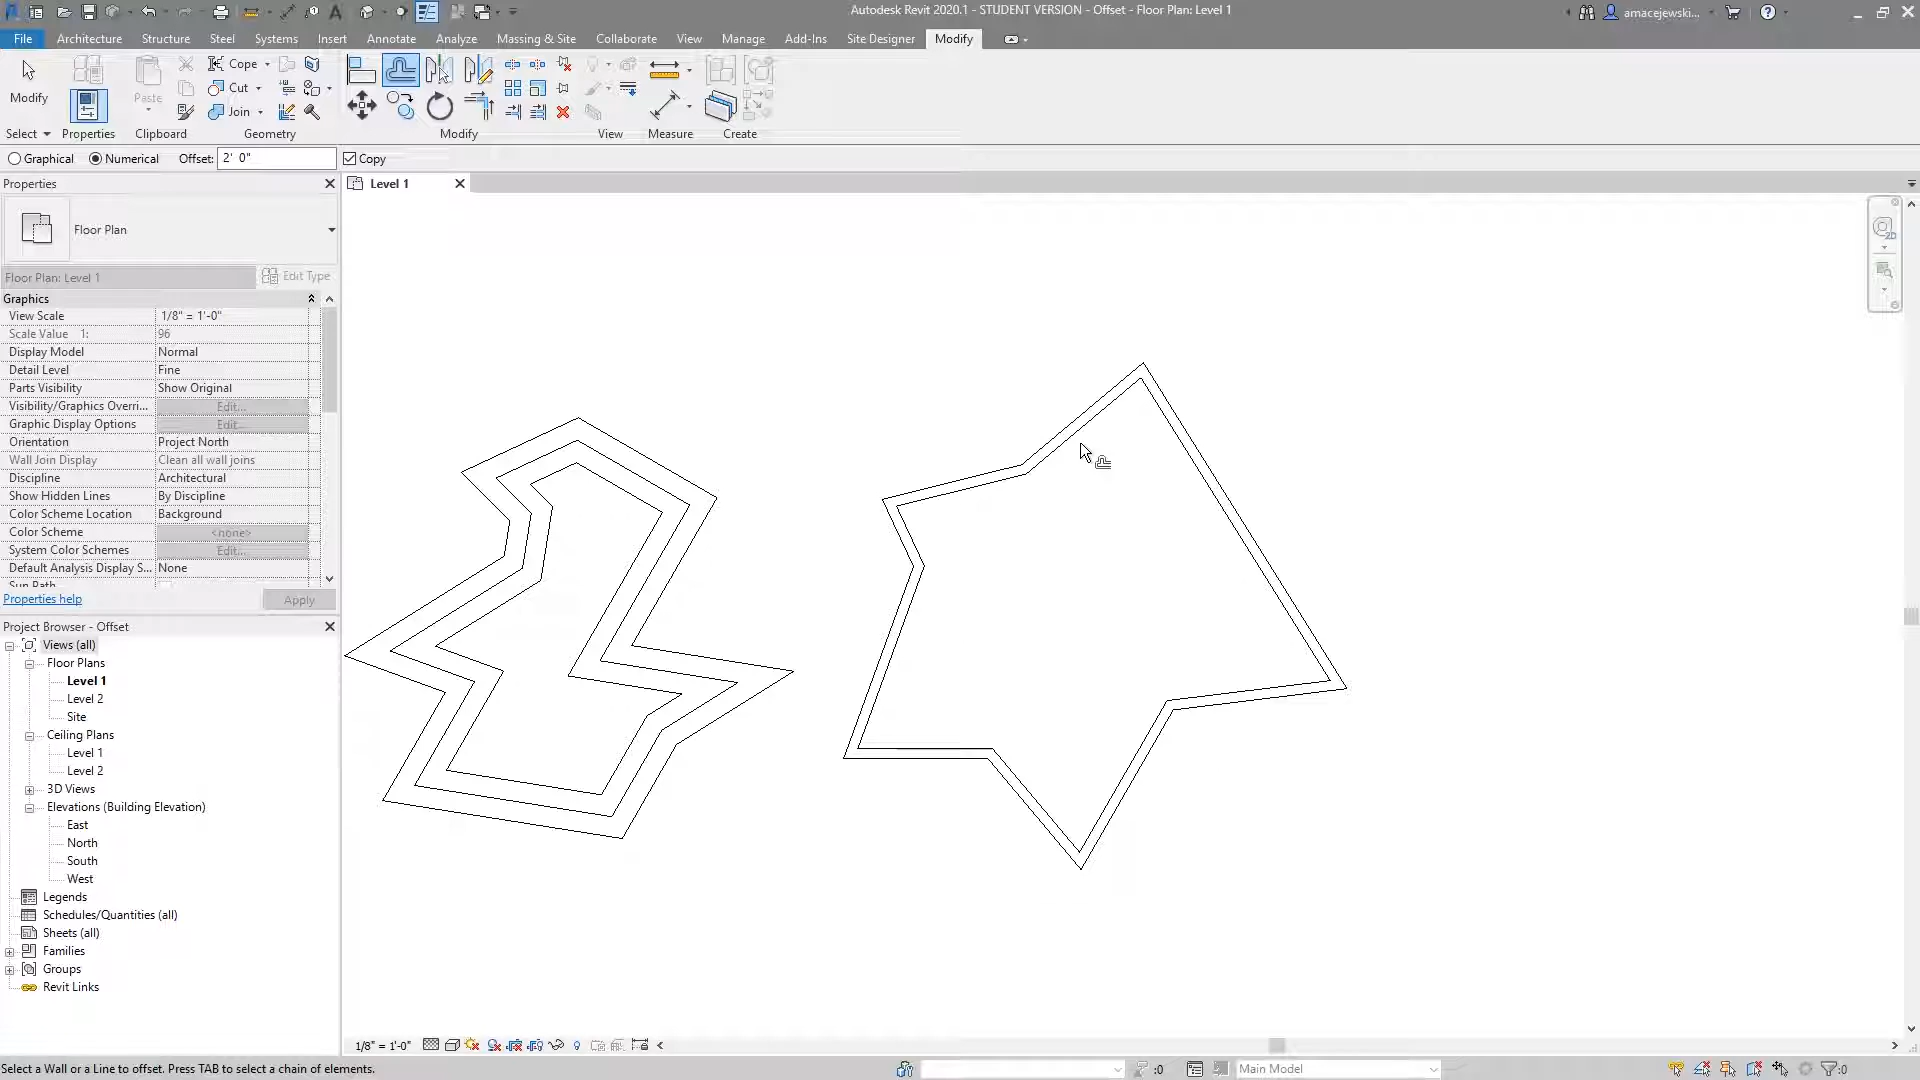 Autodesk Revit 2020.1 - STUDENT VERSION - Offset - Floor Plan: Level 1
amacejewski...
File Architecture Structure Steel Systems Insert Annotate Analyze Massing & Site Collaborate View Manage Add-Ins Site Designer Modify
Modify
Paste
Cope
Cut
Join
Select Properties Clipboard Geometry Modify View Measure Create
Graphical Numerical Offset: 2' 0" Copy
Properties
Level 1
Floor Plan
Floor Plan: Level 1 Edit Type
Graphics
View Scale 1/8" = 1'-0"
Scale Value 1: 96
Display Model Normal
Detail Level Fine
Parts Visibility Show Original
Visibility/Graphics Overri... Edit...
Graphic Display Options Edit...
Orientation Project North
Wall Join Display Clean all wall joins
Discipline Architectural
Show Hidden Lines By Discipline
Color Scheme Location Background
Color Scheme <none>
System Color Schemes Edit...
Default Analysis Display S... None
Sun Path
Properties help Apply
Project Browser - Offset
Views (all)
Floor Plans
Level 1
Level 2
Site
Ceiling Plans
Level 1
Level 2
3D Views
Elevations (Building Elevation)
East
North
South
West
Legends
Schedules/Quantities (all)
Sheets (all)
Families
Groups
Revit Links
1/8" = 1'-0"
Select a Wall or a Line to offset. Press TAB to select a chain of elements.
:0
Main Model
:0